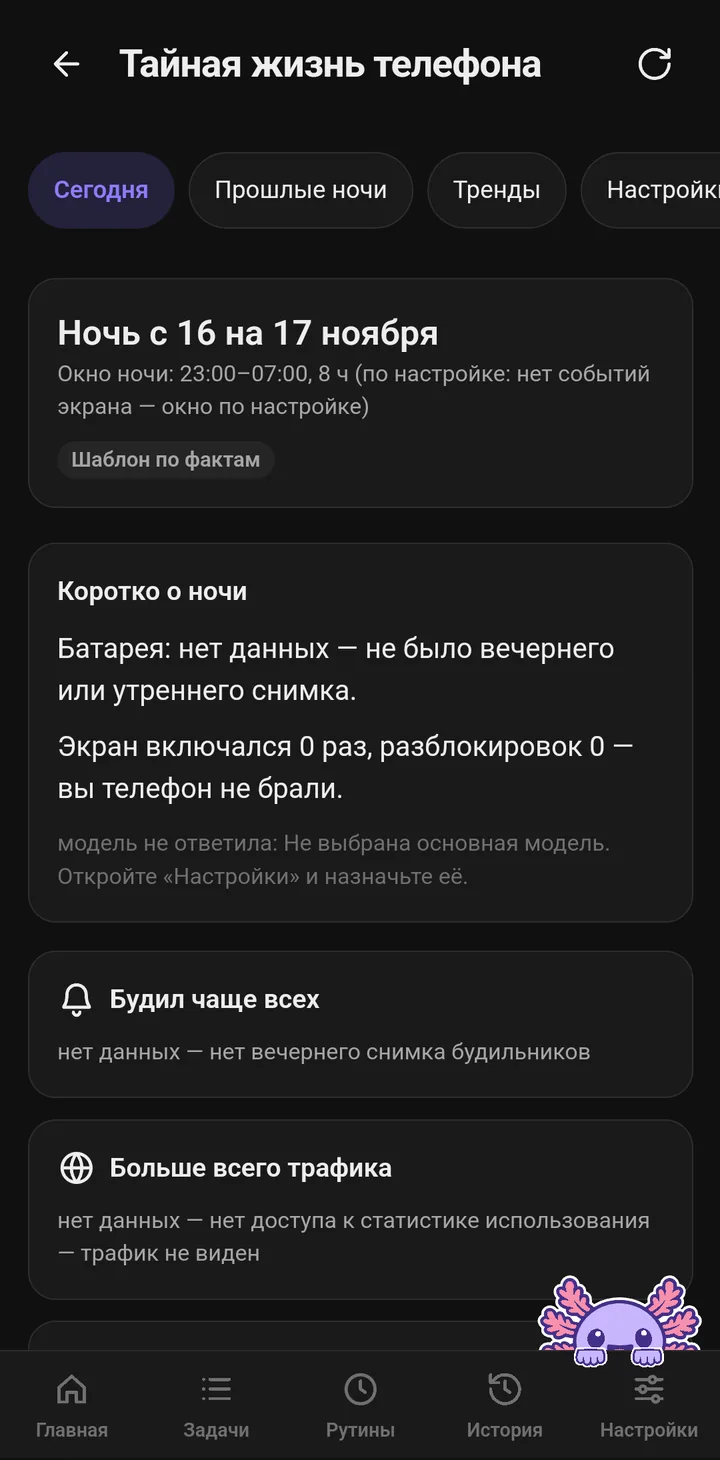 Тайная жизнь телефона
Сегодня
Прошлые ночи
Тренды
Настройки
Ночь с 16 на 17 ноября
Окно ночи: 23:00–07:00, 8 ч (по настройке: нет событий
экрана — окно по настройке)
Шаблон по фактам
Коротко о ночи
Батарея: нет данных — не было вечернего
или утреннего снимка.
Экран включался 0 раз, разблокировок 0 —
вы телефон не брали.
модель не ответила: Не выбрана основная модель.
Откройте «Настройки» и назначьте её.
Будил чаще всех
нет данных — нет вечернего снимка будильников
Больше всего трафика
нет данных — нет доступа к статистике использования
— трафик не виден
Главная
Задачи
Рутины
История
Настройки